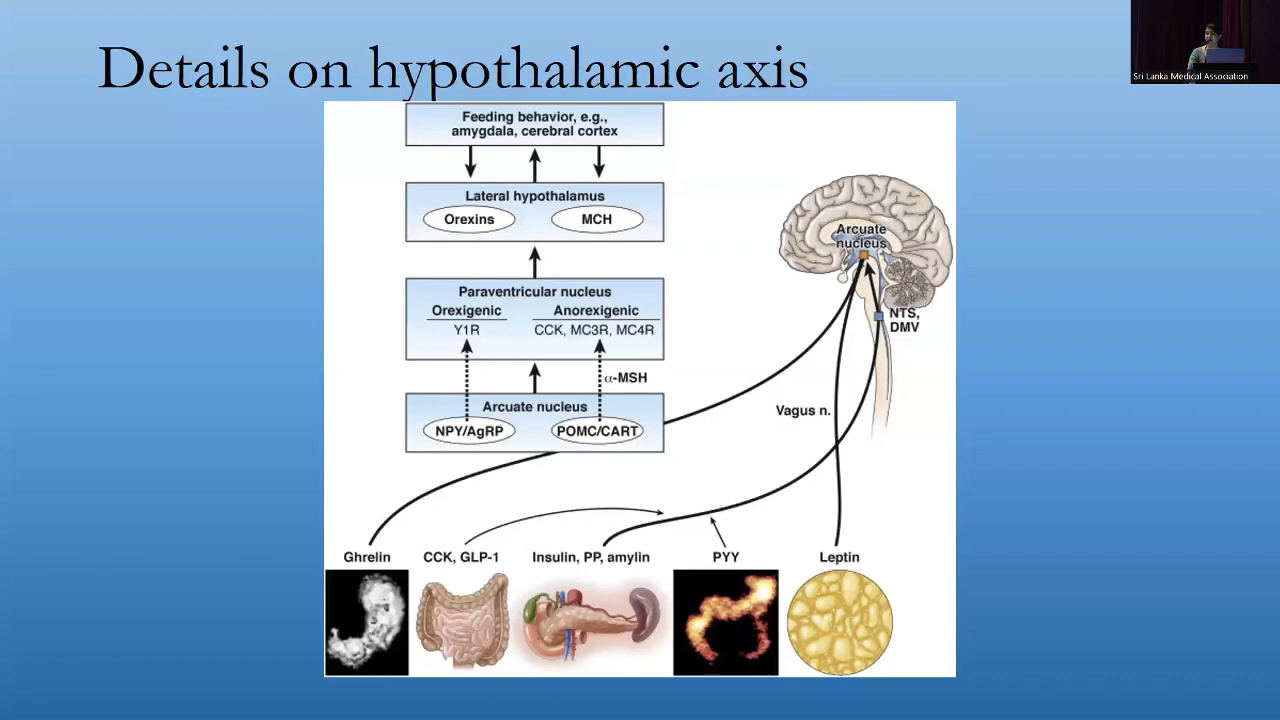 Details on hypothalamic axis
Sri Lanka Medical Association
Feeding behavior, e.g.,
amygdala, cerebral cortex
Lateral hypothalamus
Orexins
MCH
Paraventricular nucleus
Orexigenic
Anorexigenic
Y1R
CCK, MC3R, MC4R
α-MSH
Arcuate nucleus
NPY/AgRP
POMC/CART
Arcuate
nucleus
NTS,
DMV
Vagus n.
Ghrelin
CCK, GLP-1
Insulin, PP, amylin
PYY
Leptin